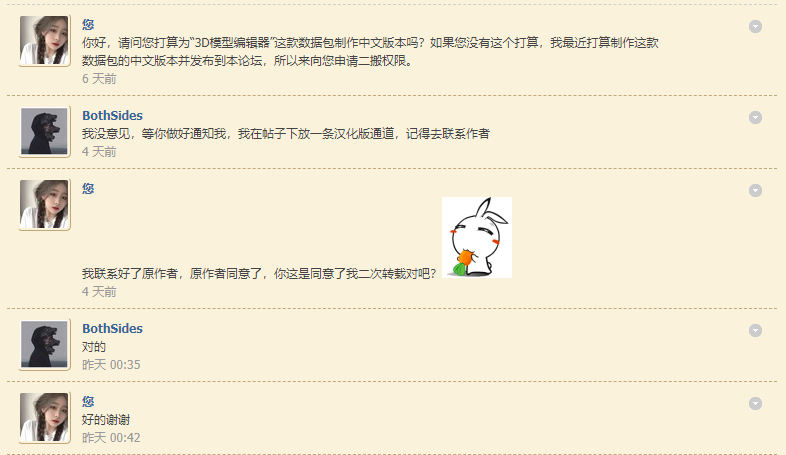 您
你好，请问您打算为“3D模型编辑器”这款数据包制作中文版本吗？如果您没有这个打算，我最近打算制作这款
数据包的中文版本并发布到本论坛，所以来向您申请二搬权限。
6 天前
BothSides
我没意见，等你做好通知我，我在帖子下放一条汉化版通道，记得去联系作者
4 天前
您
我联系好了原作者，原作者同意了，你这是同意了我二次转载对吧？
4 天前
BothSides
对的
昨天 00:35
您
好的谢谢
昨天 00:42